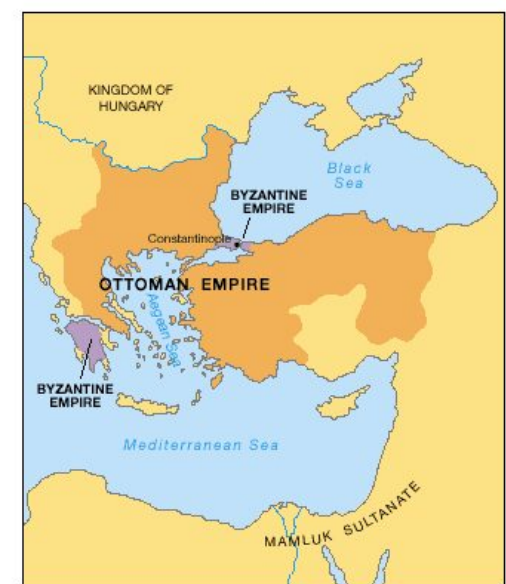 KINGDOM OF
HUNGARY
Black
Sea
BYZANTINE
EMPIRE
Constantinople
OTTOMAN EMPIRE
Aegean Sea
BYZANTINE
EMPIRE
Mediterranean Sea
MAMLUK SULTANATE